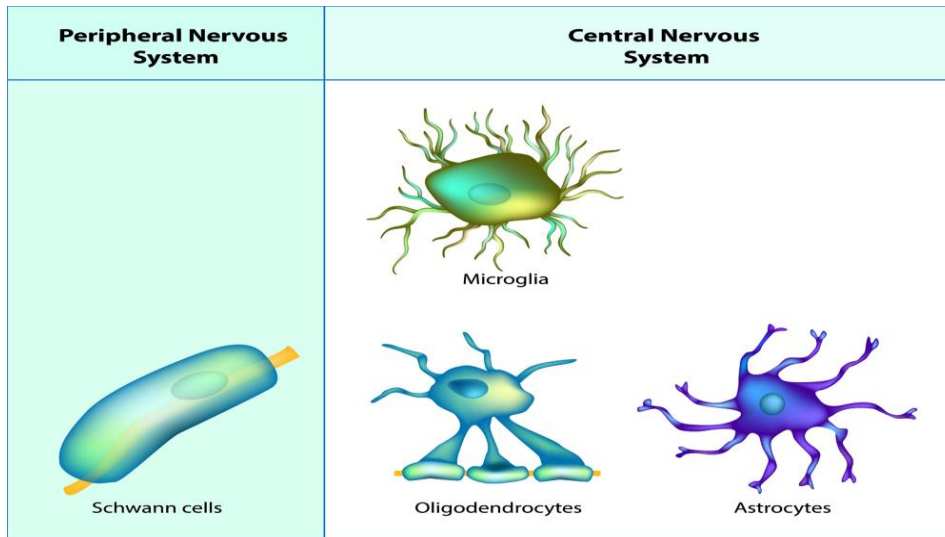 Peripheral Nervous
System
Central Nervous
System
Microglia
Schwann cells
Oligodendrocytes
Astrocytes